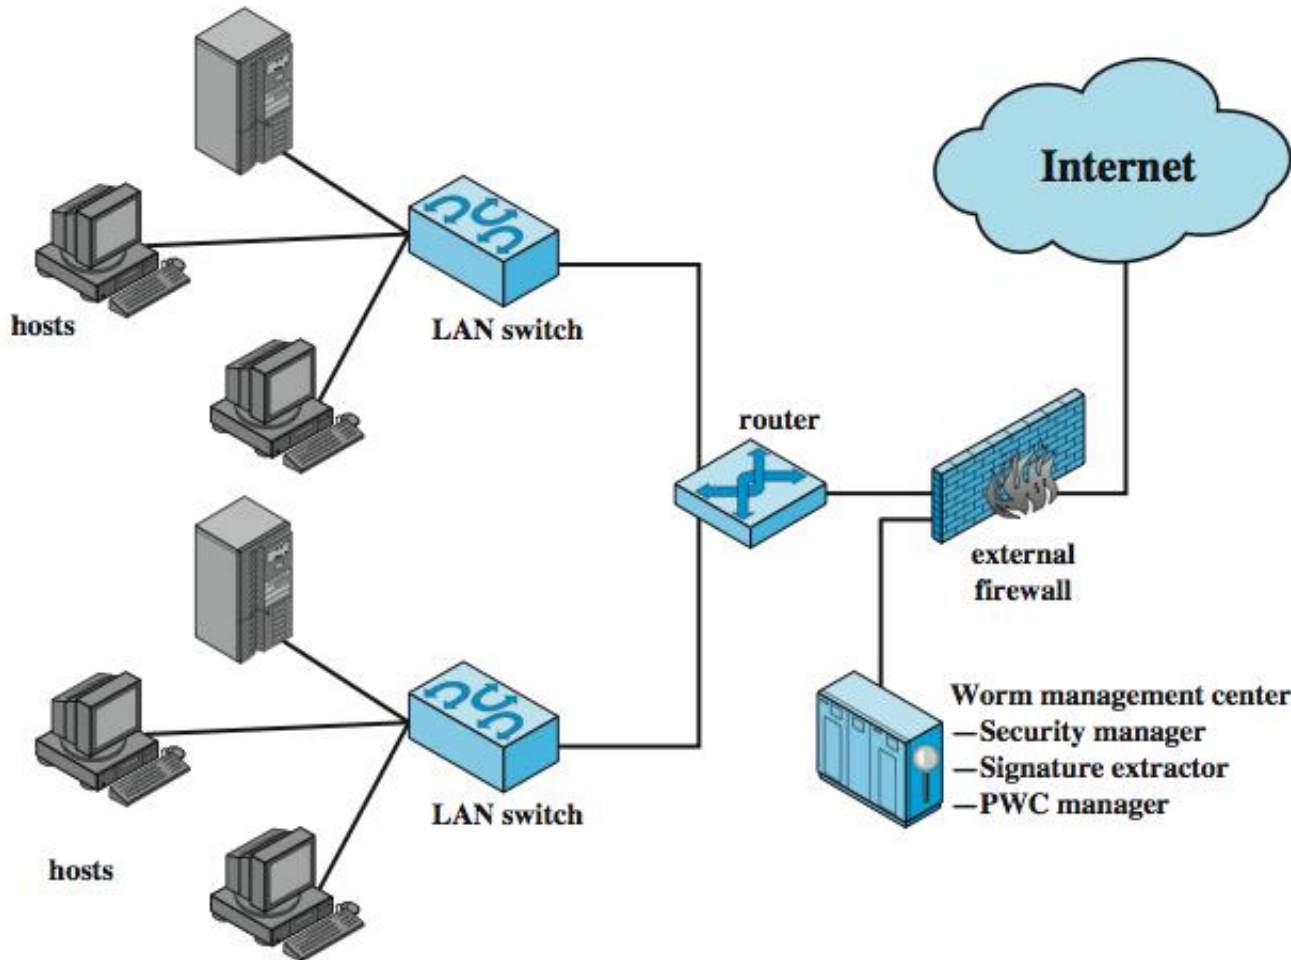 Internet
hosts
LAN switch
router
external
firewall
Worm management center
—Security manager
—Signature extractor
—PWC manager
LAN switch
hosts